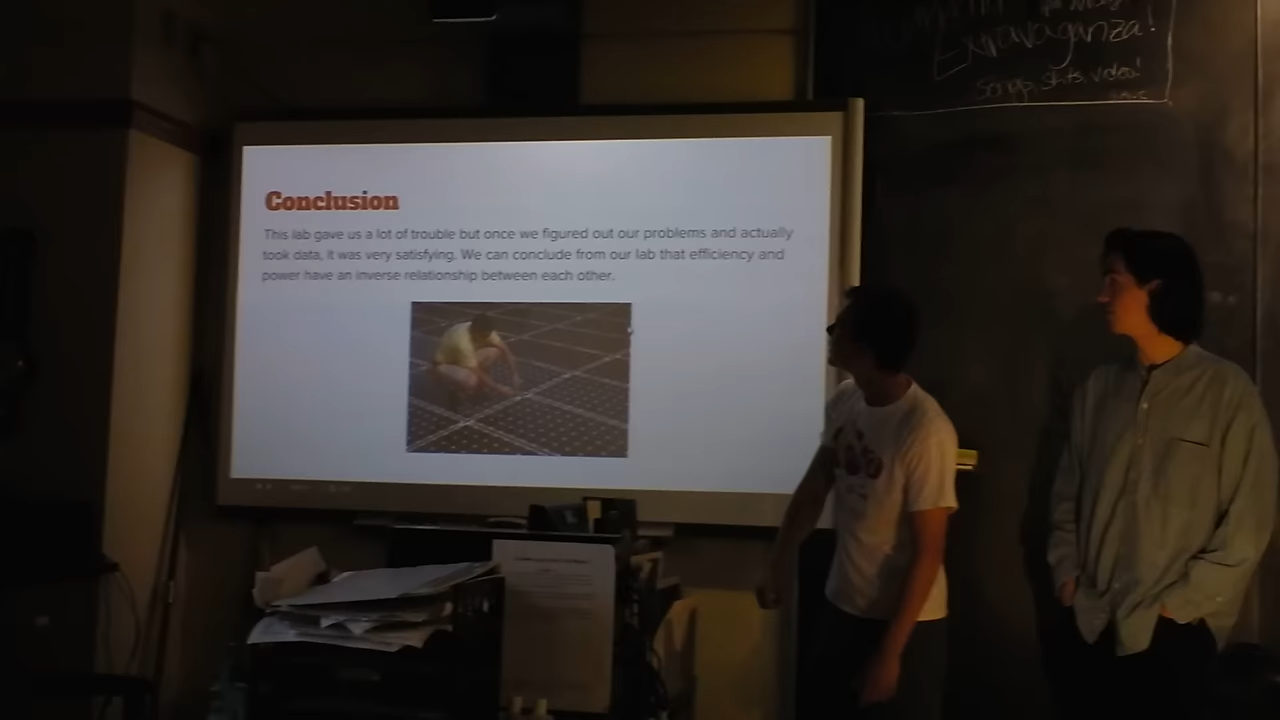 Extravaganza!
songs, skits, video!
Conclusion
This lab gave us a lot of trouble but once we figured out our problems and actually
took data, it was very satisfying. We can conclude from our lab that efficiency and
power have an inverse relationship between each other.